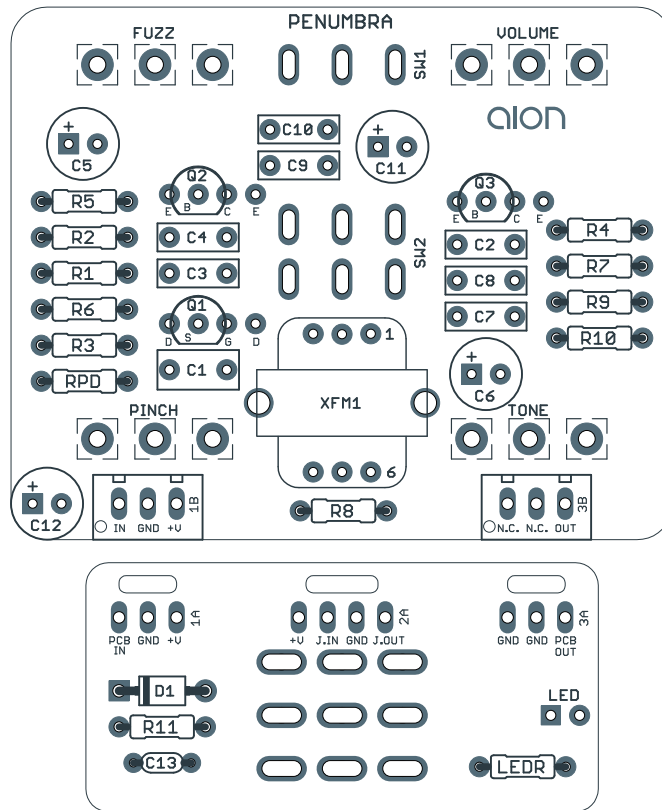 PENUMBRA
FUZZ
VOLUME
SW1
aion
C10
C9
+
C5
+
C11
Q2
E B C E
Q3
E B C E
R5
R2
R1
R6
R3
RPD
C4
C3
Q1
D S G D
C1
SW2
C2
C8
C7
R4
R7
R9
R10
1
XFM1
6
+
C6
PINCH
TONE
+
C12
IN GND +V
1B
R8
N.C. N.C. OUT
3B
1A
PCB IN GND +V
2A
+V J.IN GND J.OUT
3A
GND GND PCB OUT
D1
R11
C13
LED
LEDR